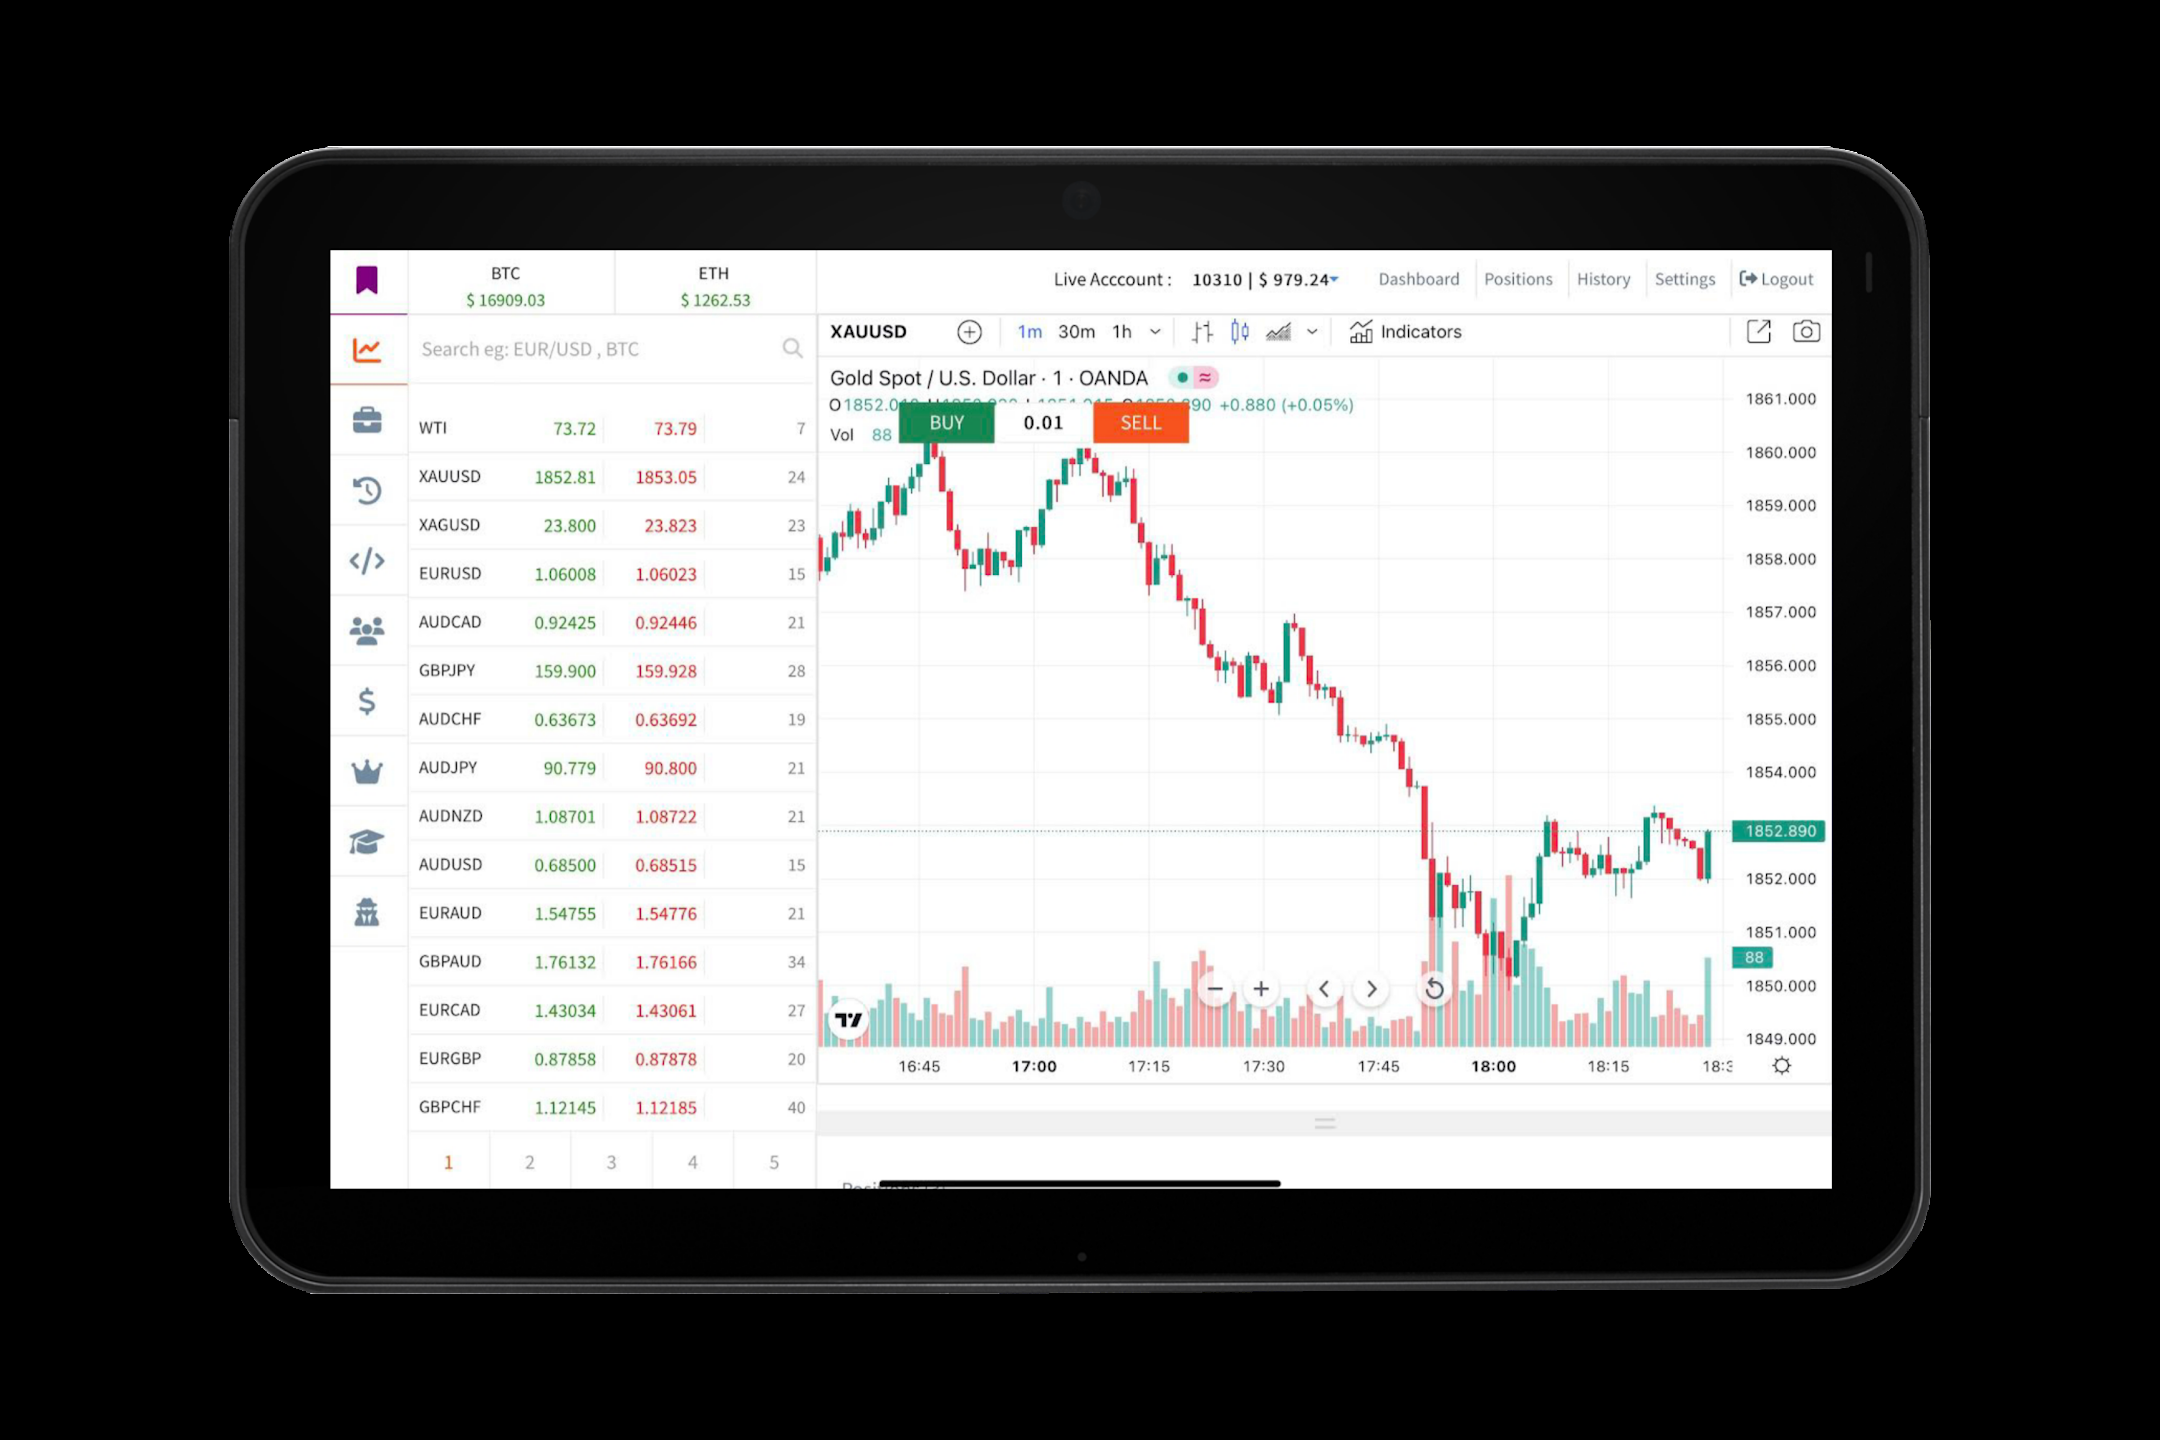 BTC
$ 16909.03
ETH
$ 1262.53
Live Acccount : 10310 | $ 979.24
Dashboard
Positions
History
Settings
Logout
Search eg: EUR/USD , BTC
XAUUSD 1m 30m 1h Indicators
Gold Spot / U.S. Dollar · 1 · OANDA
+0.880 (+0.05%)
Vol 88
BUY 0.01 SELL
WTI 73.72 73.79 7
XAUUSD 1852.81 1853.05 24
XAGUSD 23.800 23.823 23
EURUSD 1.06008 1.06023 15
AUDCAD 0.92425 0.92446 21
GBPJPY 159.900 159.928 28
AUDCHF 0.63673 0.63692 19
AUDJPY 90.779 90.800 21
AUDNZD 1.08701 1.08722 21
AUDUSD 0.68500 0.68515 15
EURAUD 1.54755 1.54776 21
GBPAUD 1.76132 1.76166 34
EURCAD 1.43034 1.43061 27
EURGBP 0.87858 0.87878 20
GBPCHF 1.12145 1.12185 40
1 2 3 4 5
1861.000
1860.000
1859.000
1858.000
1857.000
1856.000
1855.000
1854.000
1852.890
1852.000
1851.000
88
1850.000
1849.000
16:45 17:00 17:15 17:30 17:45 18:00 18:15